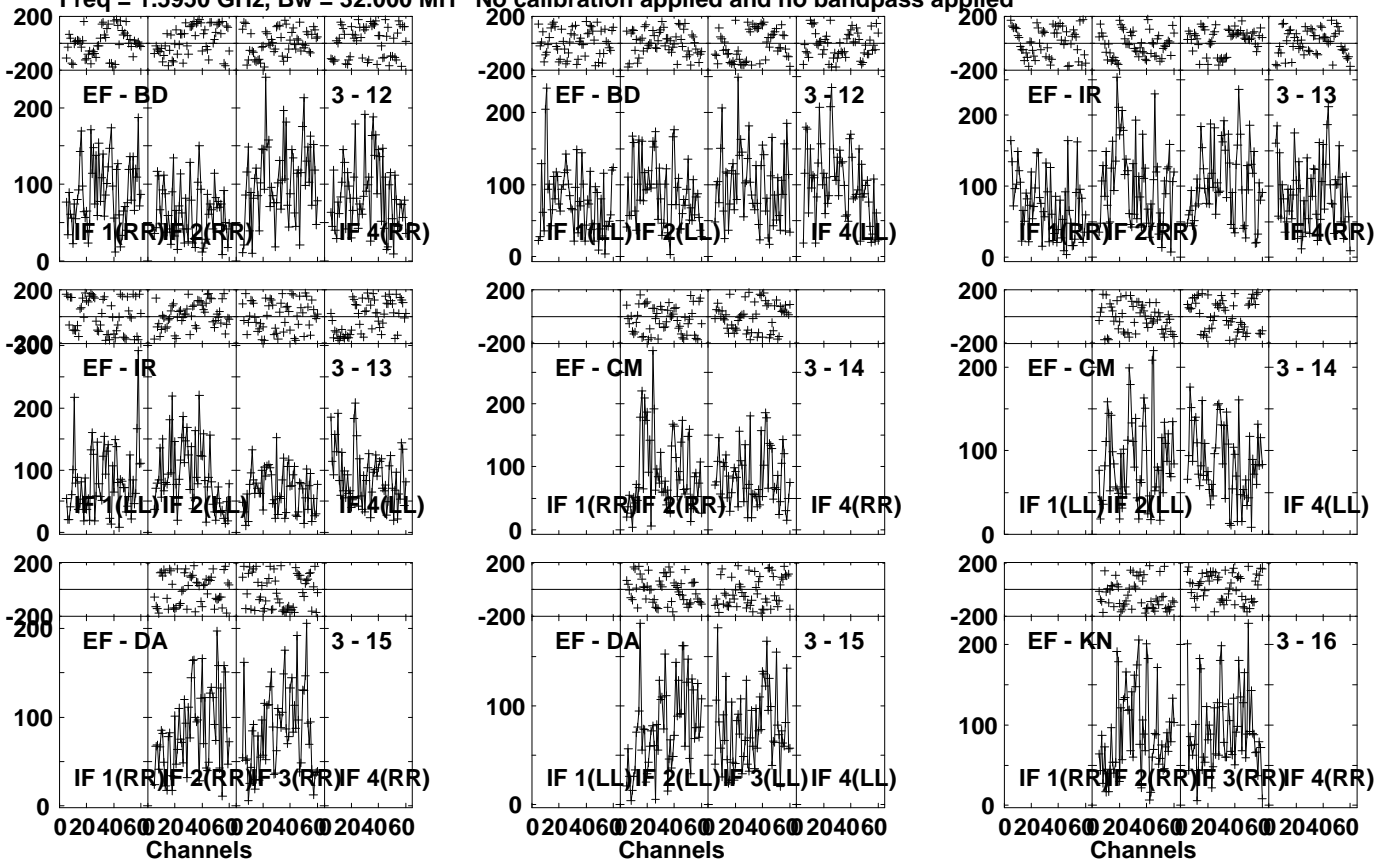 Freq = 1.5950 GHz, Bw = 32.000 MH No calibration applied and no bandpass applied
200 200 200
-200 -200 -200
EF - BD 3 - 12 EF - BD 3 - 12 EF - IR 3 - 13
200 200 200
100 100 100
IF 1(RR) IF 2(RR) IF 4(RR) IF 1(LL) IF 2(LL) IF 4(LL) IF 1(RR) IF 2(RR) IF 4(RR)
0 0 0
200 200 200
-200 -200 -200
300
EF - IR 3 - 13 EF - CM 3 - 14 EF - CM 3 - 14
200 200 200
100 100 100
IF 1(LL) IF 2(LL) IF 4(LL) IF 1(RR) IF 2(RR) IF 4(RR) IF 1(LL) IF 2(LL) IF 4(LL)
0 0 0
200 200 200
-200 -200 -200
200
EF - DA 3 - 15 EF - DA 3 - 15 EF - KN 3 - 16
200
100 100 100
IF 1(RR) IF 2(RR) IF 3(RR) IF 4(RR) IF 1(LL) IF 2(LL) IF 3(LL) IF 4(LL) IF 1(RR) IF 2(RR) IF 3(RR) IF 4(RR)
0 0 0
0 20 40 60 0 20 40 60 0 20 40 60 0 20 40 60 0 20 40 60 0 20 40 60
Channels Channels Channels